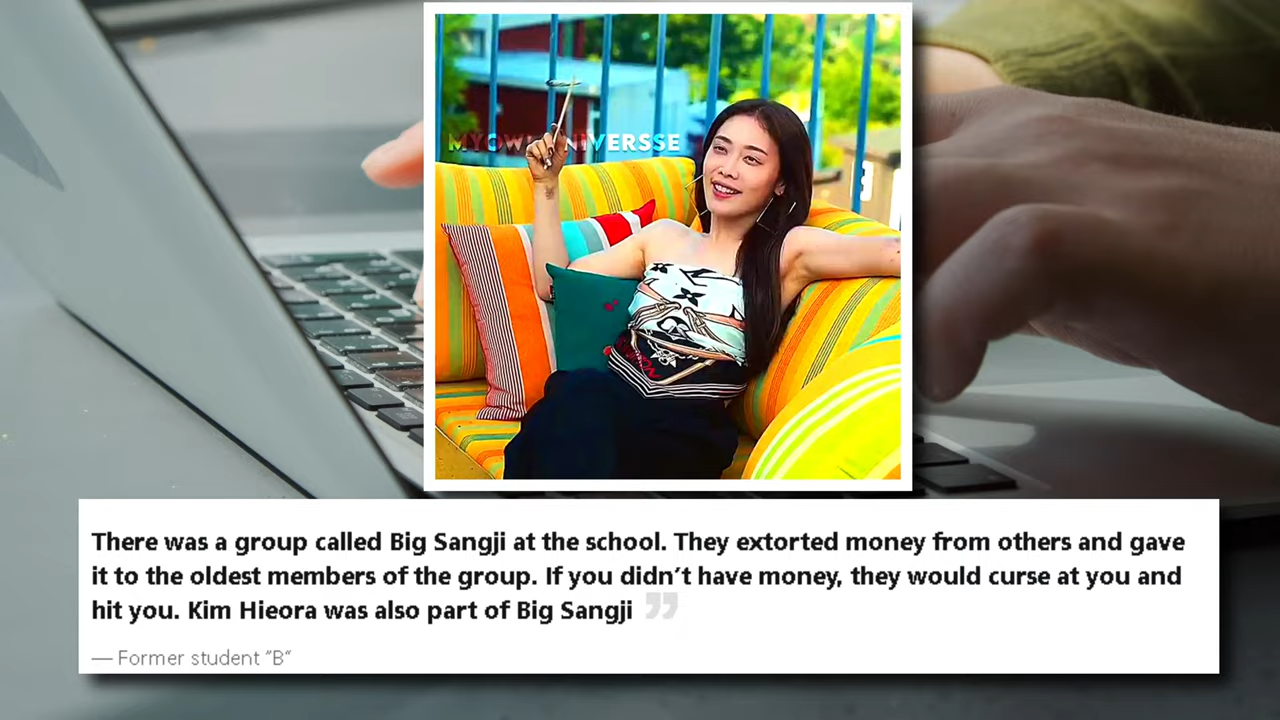 MYOWNUNIVERSSE
There was a group called Big Sangji at the school. They extorted money from others and gave
it to the oldest members of the group. If you didn’t have money, they would curse at you and
hit you. Kim Hieora was also part of Big Sangji ”
— Former student “B”